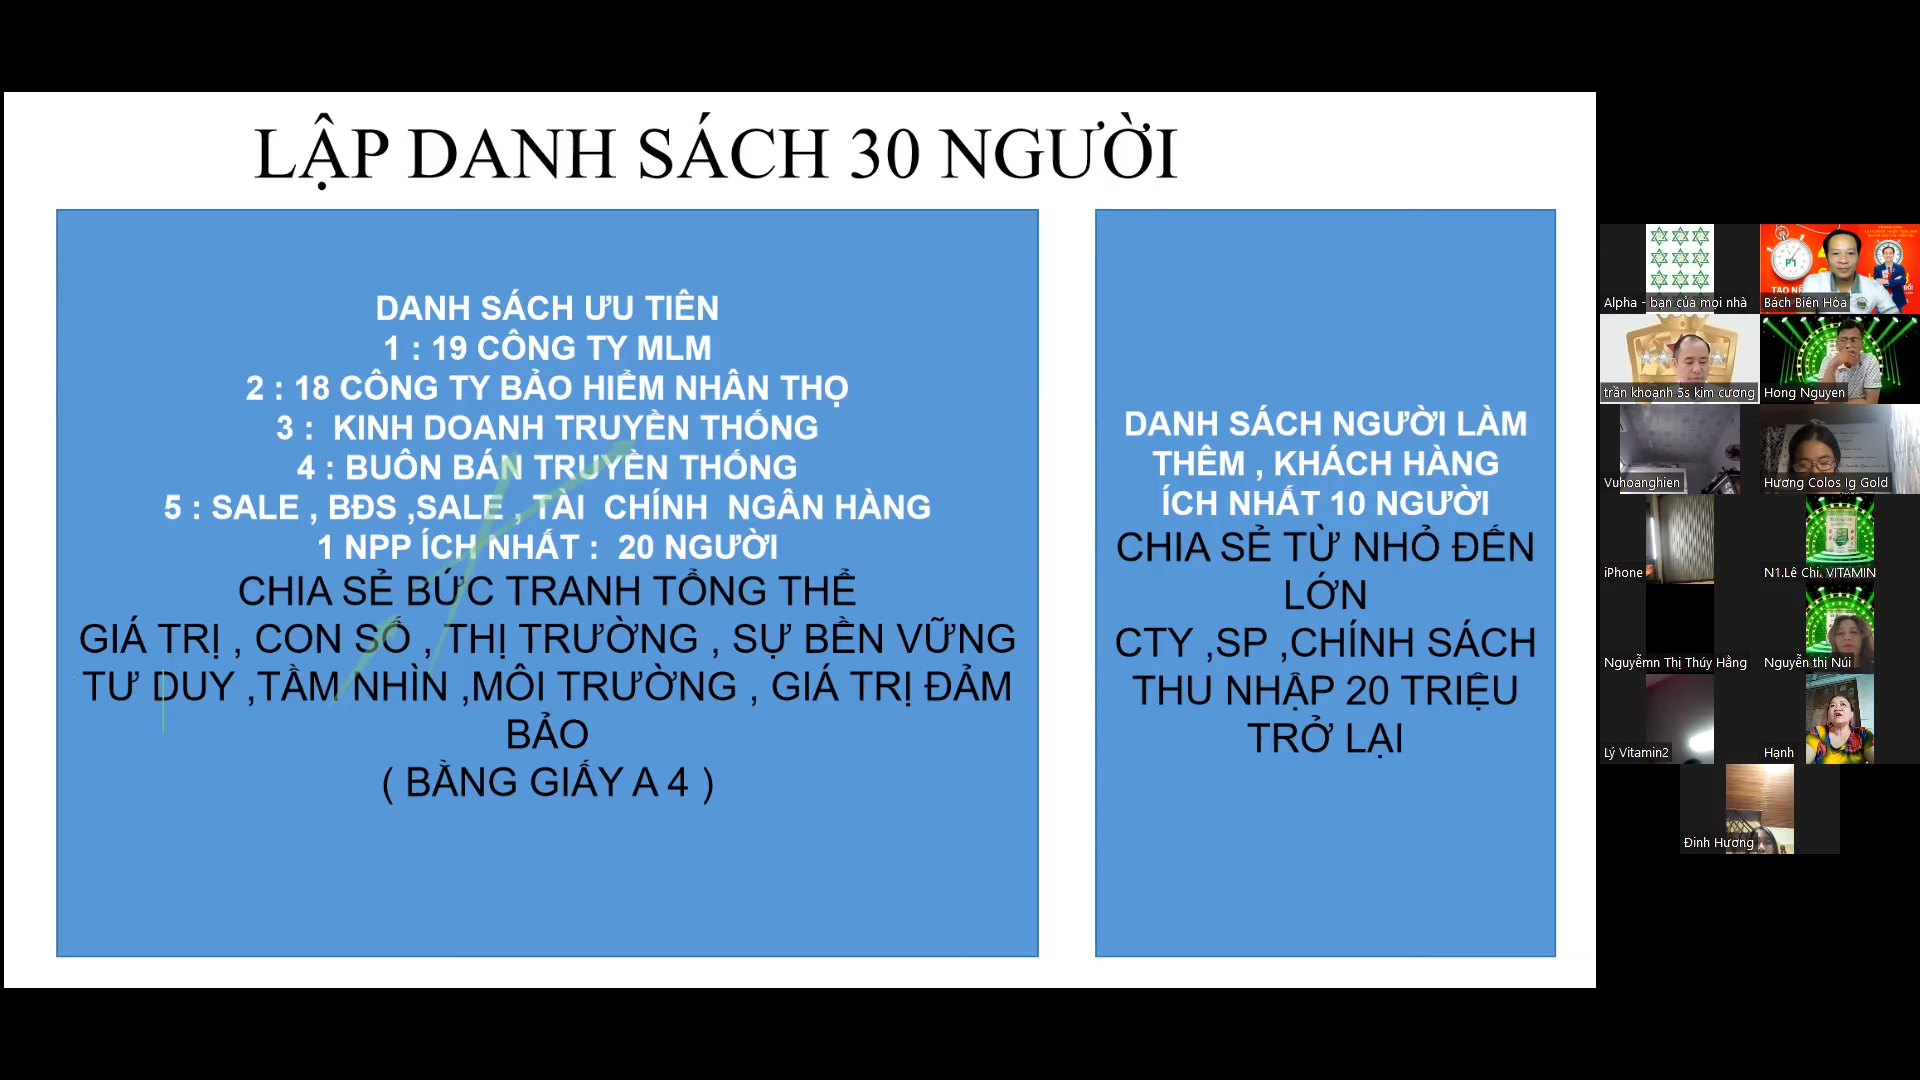 LẬP DANH SÁCH 30 NGƯỜI
DANH SÁCH ƯU TIÊN
1 : 19 CÔNG TY MLM
2 : 18 CÔNG TY BẢO HIỂM NHÂN THỌ
3 : KINH DOANH TRUYỀN THỐNG
4 : BUÔN BÁN TRUYỀN THỐNG
5 : SALE , BĐS ,SALE , TÀI CHÍNH NGÂN HÀNG
1 NPP ÍCH NHẤT : 20 NGƯỜI
CHIA SẺ BỨC TRANH TỔNG THỂ
GIÁ TRỊ , CON SỐ , THỊ TRƯỜNG , SỰ BỀN VỮNG
TƯ DUY ,TẦM NHÌN ,MÔI TRƯỜNG , GIÁ TRỊ ĐẢM
BẢO
( BẰNG GIẤY A 4 )
DANH SÁCH NGƯỜI LÀM
THÊM , KHÁCH HÀNG
ÍCH NHẤT 10 NGƯỜI
CHIA SẺ TỪ NHỎ ĐẾN
LỚN
CTY ,SP ,CHÍNH SÁCH
THU NHẬP 20 TRIỆU
TRỞ LẠI
Alpha - bạn của mọi nhà
Bách Biên Hòa
trần khoạnh 5s kim cương
Hong Nguyen
Vuhoanghien
Hương Colos Ig Gold
iPhone
N1.Lê Chi. VITAMIN
Nguyễmn Thị Thúy Hằng
Nguyễn thị Núi
Lý Vitamin2
Hạnh
Đinh Hương